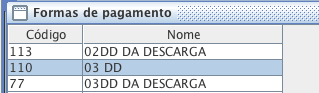 Formas de pagamento
Código Nome
113 02DD DA DESCARGA
110 03 DD
77 03DD DA DESCARGA